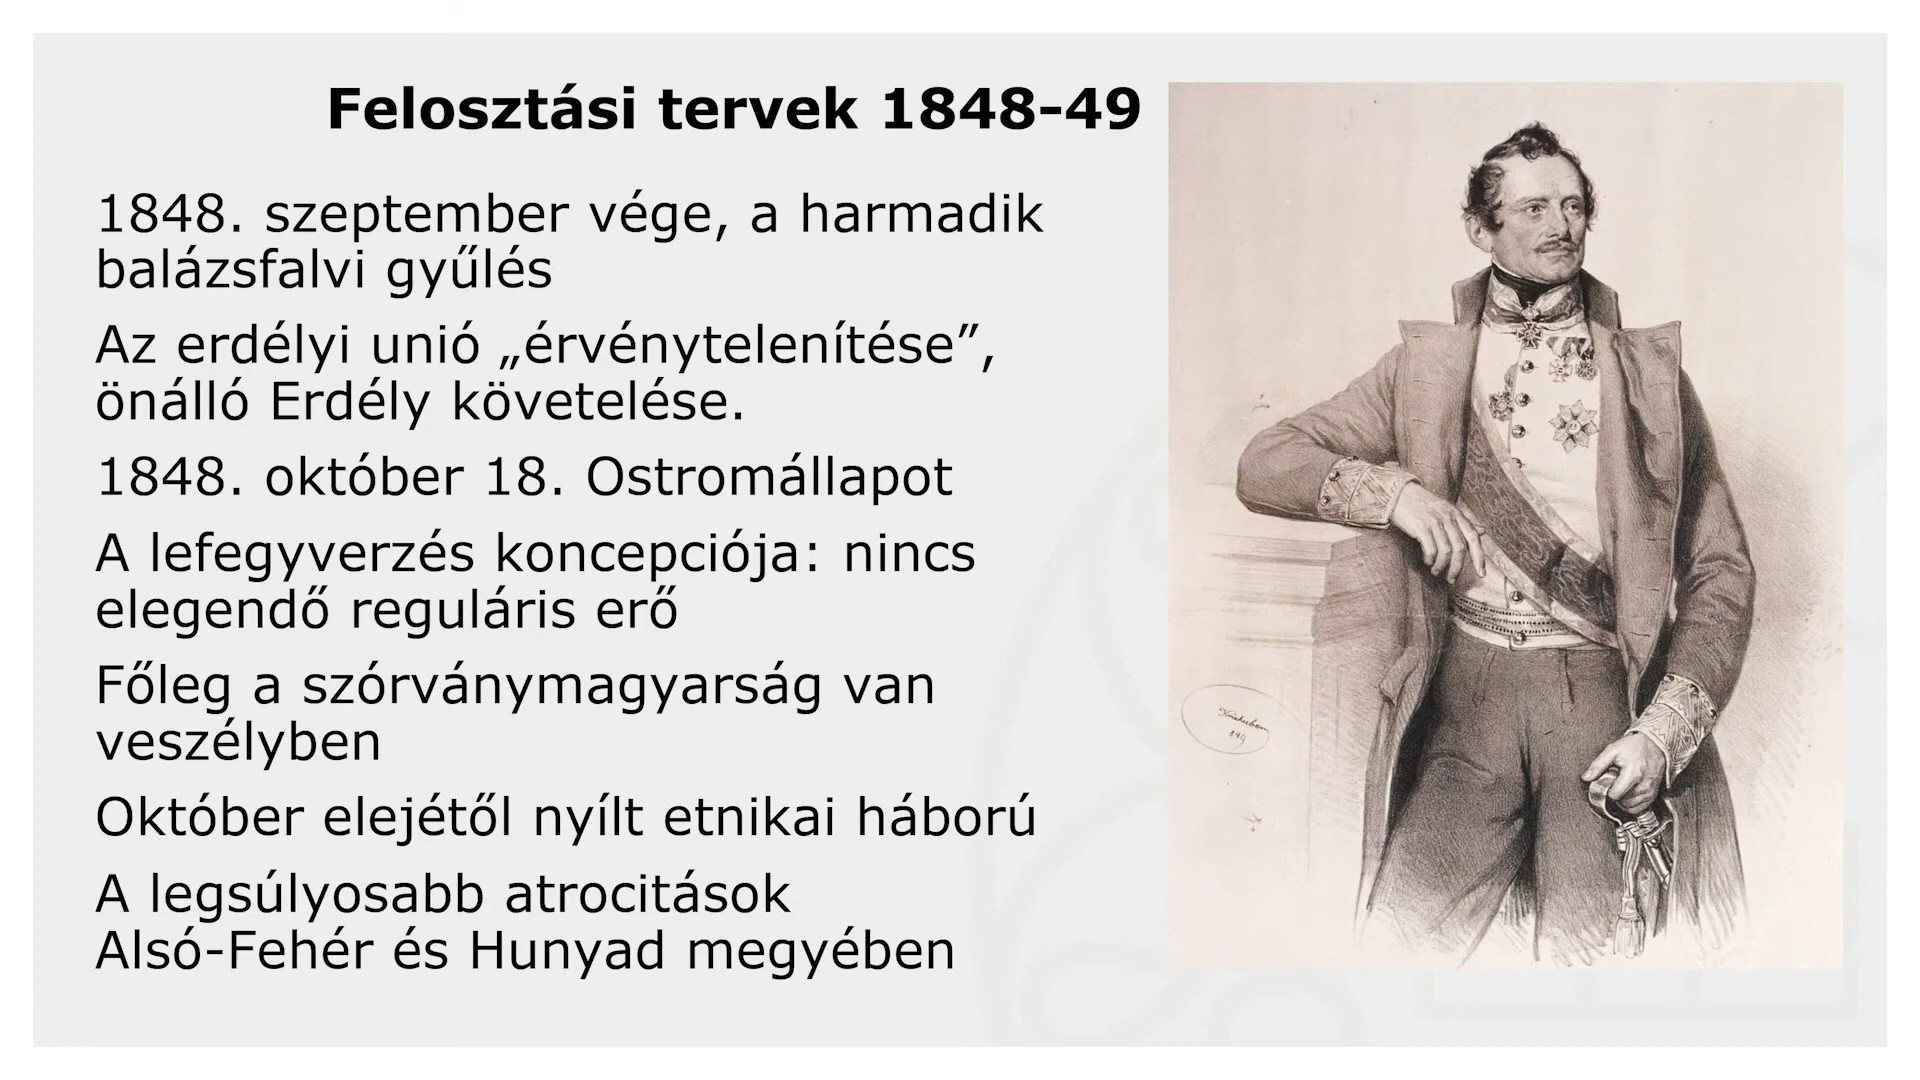 Felosztási tervek 1848-49
1848. szeptember vége, a harmadik
balázsfalvi gyűlés
Az erdélyi unió „érvénytelenítése”,
önálló Erdély követelése.
1848. október 18. Ostromállapot
A lefegyverzés koncepciója: nincs
elegendő reguláris erő
Főleg a szórványmagyarság van
veszélyben
Október elejétől nyílt etnikai háború
A legsúlyosabb atrocitások
Alsó-Fehér és Hunyad megyében